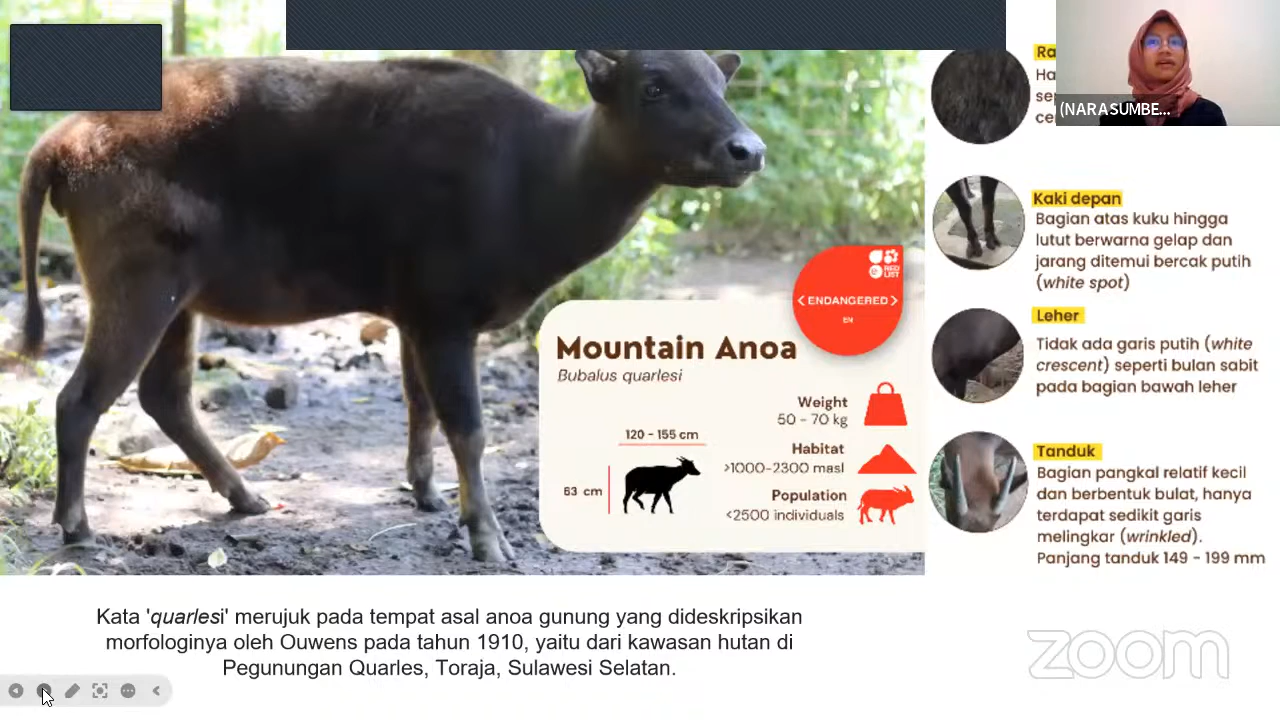 (NARASUMBE...
Kaki depan
Bagian atas kuku hingga
lutut berwarna gelap dan
jarang ditemui bercak putih
(white spot)
Leher
Tidak ada garis putih (white
crescent) seperti bulan sabit
pada bagian bawah leher
Tanduk
Bagian pangkal relatif kecil
dan berbentuk bulat, hanya
terdapat sedikit garis
melingkar (wrinkled).
Panjang tanduk 149 - 199 mm
RED
LIST
< ENDANGERED >
EN
Mountain Anoa
Bubalus quarlesi
Weight
50 - 70 kg
120 - 155 cm
Habitat
>1000-2300 masl
63 cm
Population
<2500 individuals
Kata 'quarlesi' merujuk pada tempat asal anoa gunung yang dideskripsikan
morfologinya oleh Ouwens pada tahun 1910, yaitu dari kawasan hutan di
Pegunungan Quarles, Toraja, Sulawesi Selatan.
zoom